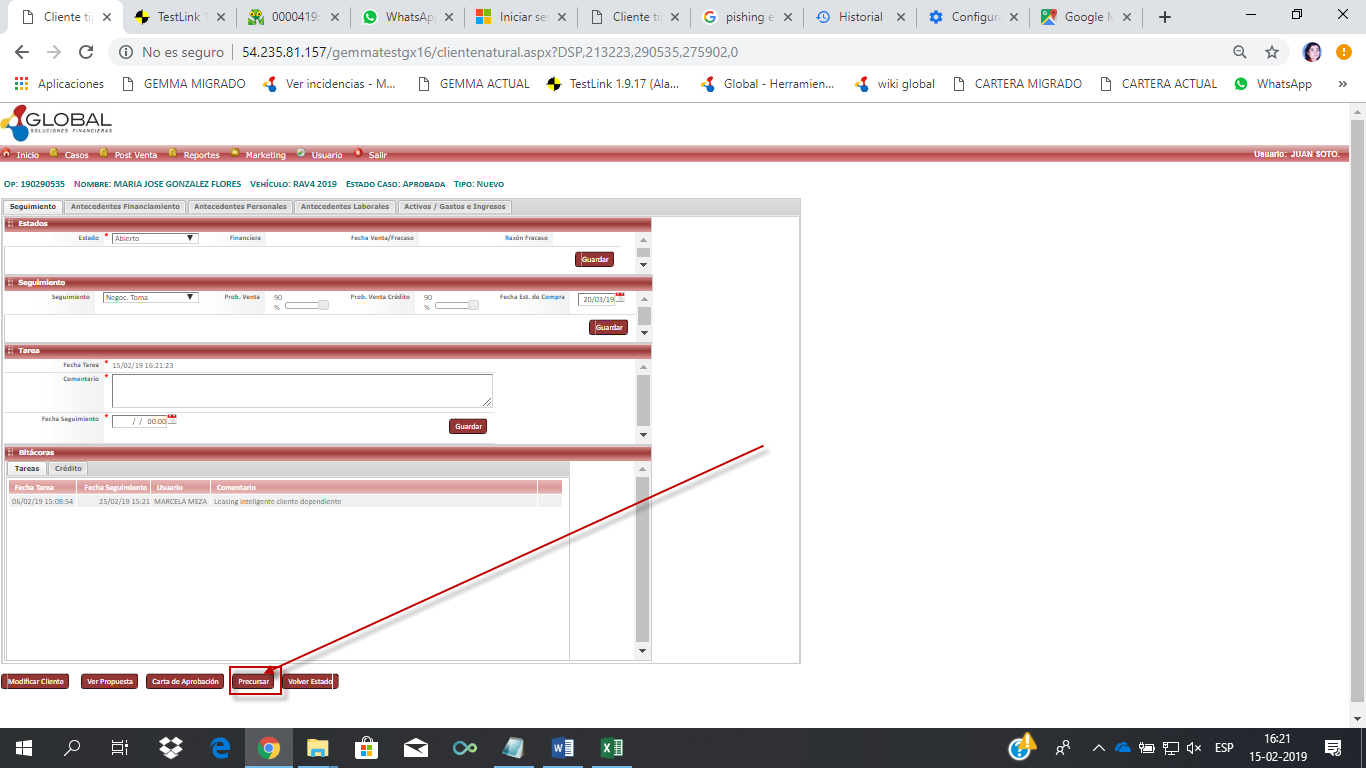 Cliente ti
TestLink 1
0000419:
WhatsApp
Iniciar ses
Cliente tip
pishing e
Historial
Configura
Google M
No es seguro | 54.235.81.157/gemmatestgx16/clientenatural.aspx?DSP,213223,290535,275902,0
Aplicaciones GEMMA MIGRADO Ver incidencias - M... GEMMA ACTUAL TestLink 1.9.17 (Ala... Global - Herramien... wiki global CARTERA MIGRADO CARTERA ACTUAL WhatsApp »
GLOBAL
SOLUCIONES FINANCIERAS
Inicio Casos Post Venta Reportes Marketing Usuario Salir Usuario: JUAN SOTO.
OP: 190290535 NOMBRE: MARIA JOSE GONZALEZ FLORES VEHÍCULO: RAV4 2019 ESTADO CASO: APROBADA TIPO: NUEVO
Seguimiento Antecedentes Financiamiento Antecedentes Personales Antecedentes Laborales Activos / Gastos e Ingresos
Estados
Estado * Abierto Financiera Fecha Venta/Fracaso Razón Fracaso
Guardar
Seguimiento
Seguimiento Negoc. Toma Prob. Venta 90 % Prob. Venta Crédito 90 % Fecha Est. de Compra 20/03/19
Guardar
Tarea
Fecha Tarea * 15/02/19 16:21:23
Comentario *
Fecha Seguimiento * / / 00:00
Guardar
Bitácoras
Tareas Crédito
Fecha Tarea Fecha Seguimiento Usuario Comentario
06/02/19 15:08:54 25/02/19 15:21 MARCELA MEZA Leasing inteligente cliente dependiente
Modificar Cliente Ver Propuesta Carta de Aprobación Precursar Volver Estado
ESP
16:21
15-02-2019